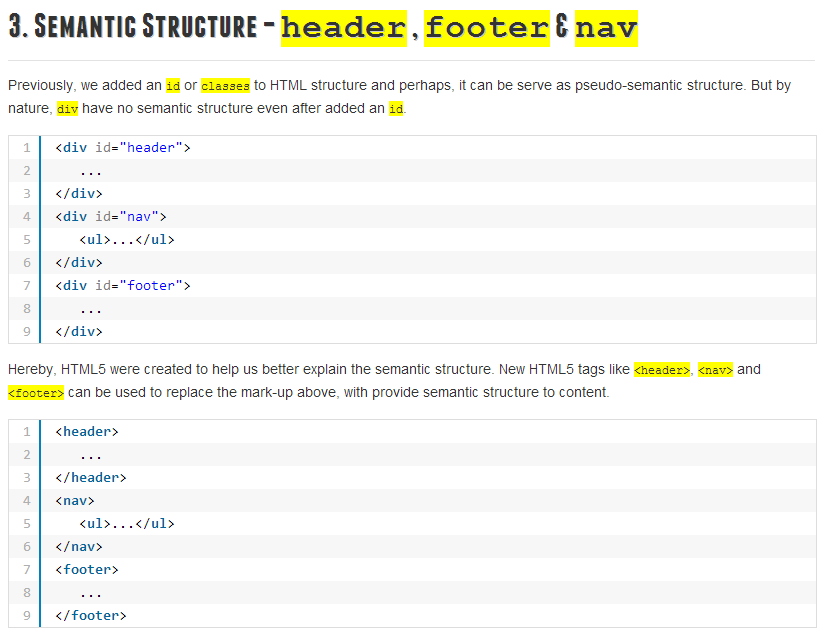 3. Semantic Structure – header, footer & nav
Previously, we added an id or classes to HTML structure and perhaps, it can be serve as pseudo-semantic structure. But by
nature, div have no semantic structure even after added an id.
1 <div id="header">
2 ...
3 </div>
4 <div id="nav">
5 <ul>...</ul>
6 </div>
7 <div id="footer">
8 ...
9 </div>
Hereby, HTML5 were created to help us better explain the semantic structure. New HTML5 tags like <header>, <nav> and
<footer> can be used to replace the mark-up above, with provide semantic structure to content.
1 <header>
2 ...
3 </header>
4 <nav>
5 <ul>...</ul>
6 </nav>
7 <footer>
8 ...
9 </footer>